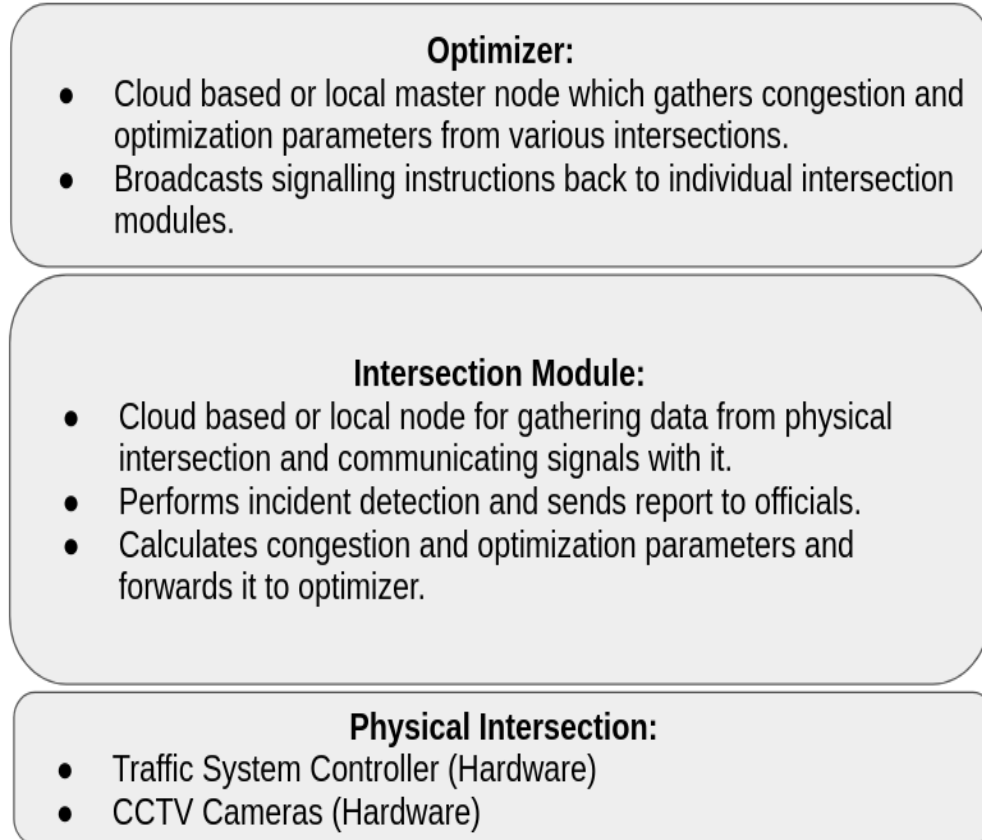 Optimizer:
● Cloud based or local master node which gathers congestion and
optimization parameters from various intersections.
● Broadcasts signalling instructions back to individual intersection
modules.
Intersection Module:
● Cloud based or local node for gathering data from physical
intersection and communicating signals with it.
● Performs incident detection and sends report to officials.
● Calculates congestion and optimization parameters and
forwards it to optimizer.
Physical Intersection:
● Traffic System Controller (Hardware)
● CCTV Cameras (Hardware)